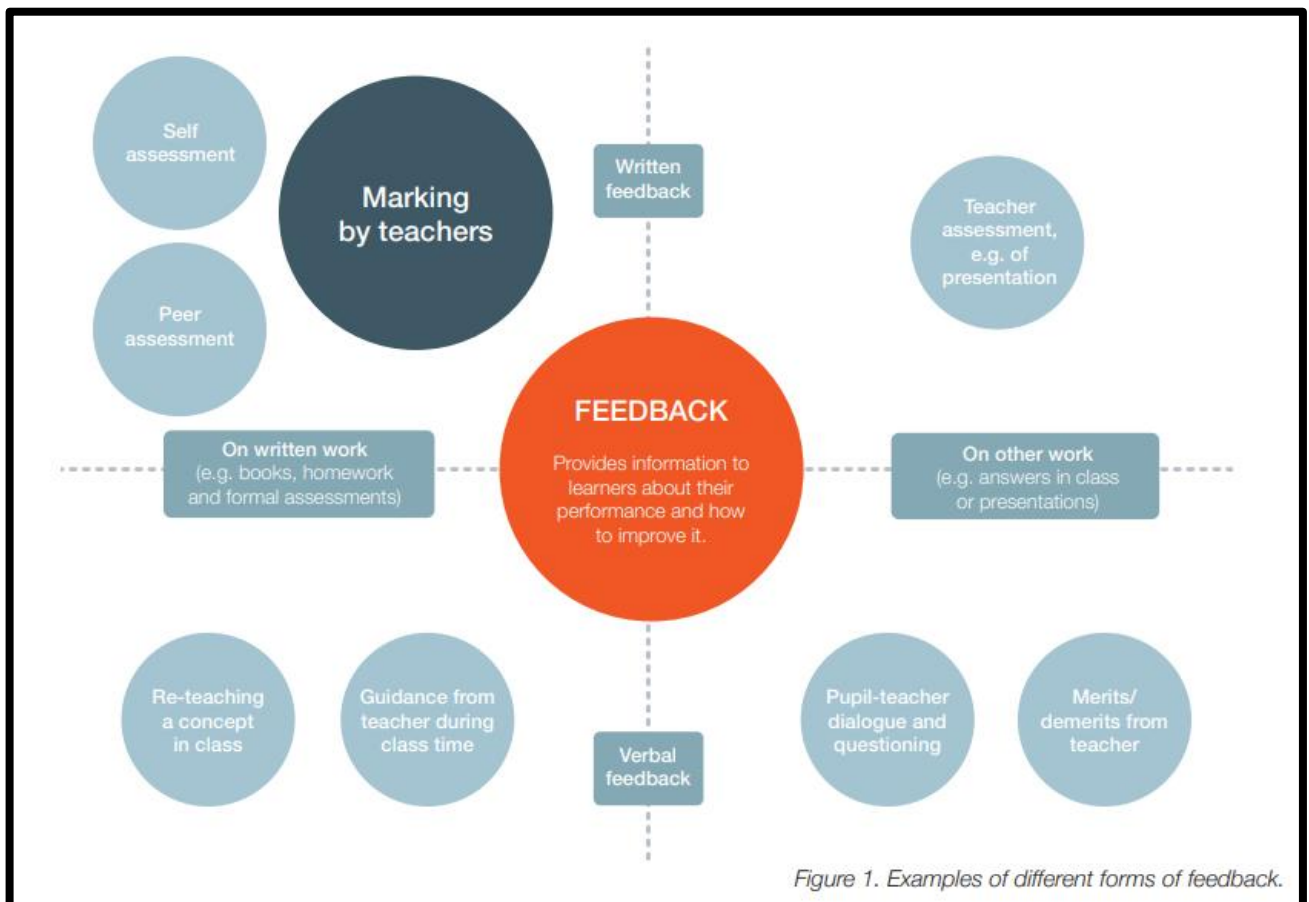 Self
assessment
Marking
by teachers
Written
feedback
Teacher
assessment,
e.g. of
presentation
Peer
assessment
FEEDBACK
Provides information to
learners about their
performance and how
to improve it.
On written work
(e.g. books, homework
and formal assessments)
On other work
(e.g. answers in class
or presentations)
Re-teaching
a concept
in class
Guidance from
teacher during
class time
Verbal
feedback
Pupil-teacher
dialogue and
questioning
Merits/
demerits from
teacher
Figure 1. Examples of different forms of feedback.